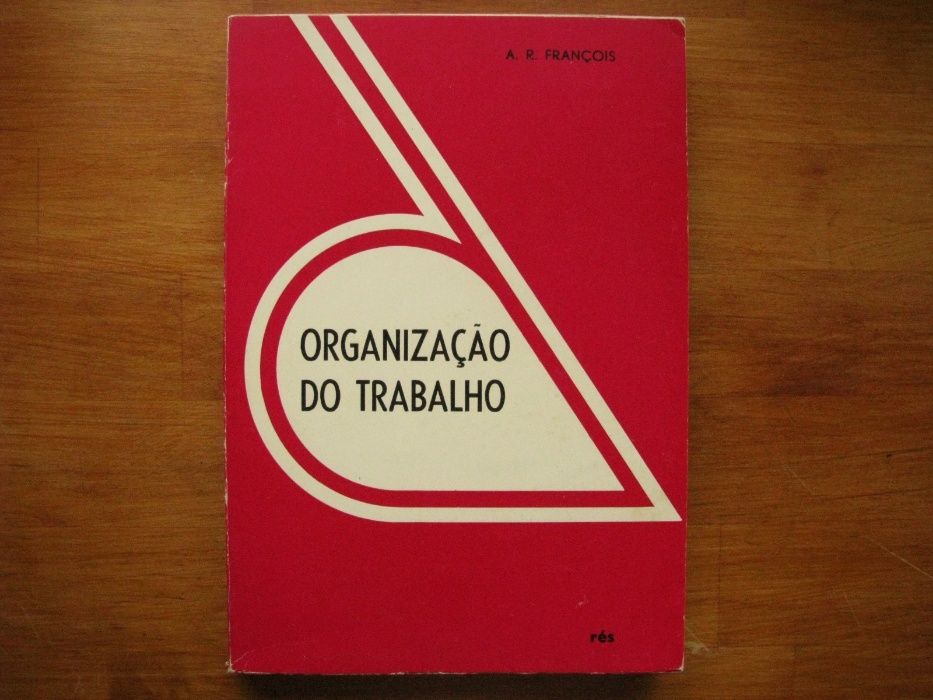 A. R. FRANÇOIS
ORGANIZAÇÃO
DO TRABALHO
rés